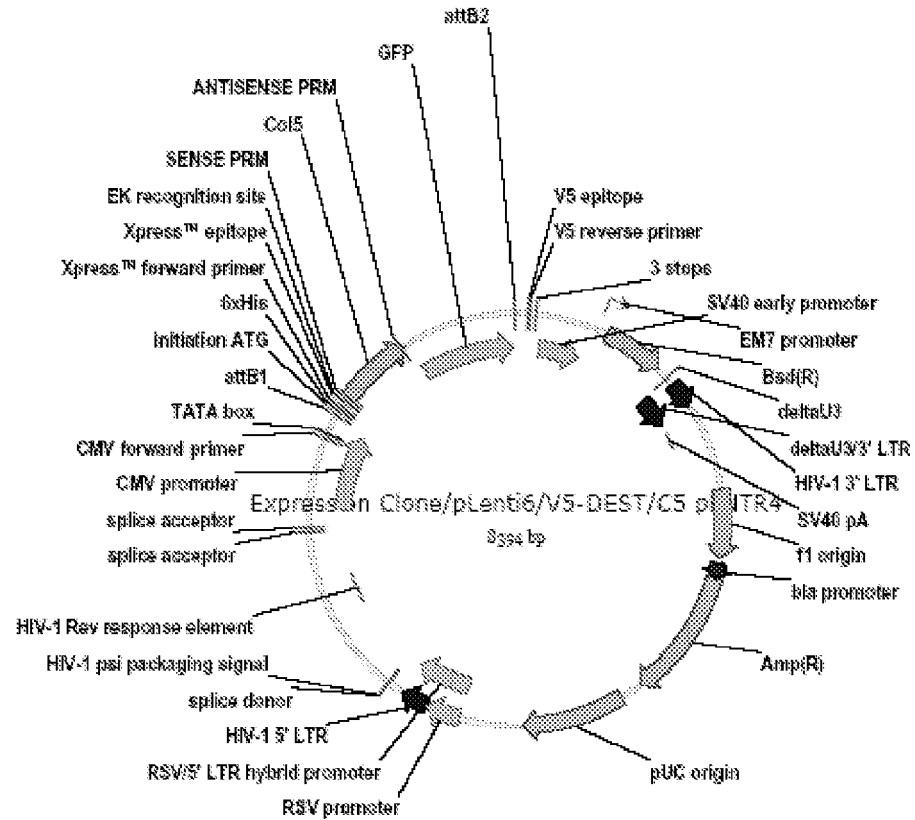 attB2
GFP
ANTISENSE PRM
Col5
SENSE PRM
EK recognition site
Xpress™ epitope
Xpress™ forward primer
6xHis
initiation ATG
attB1
TATA box
CMV forward primer
CMV promoter
splice acceptor
splice acceptor
HIV-1 Rev response element
HIV-1 psi packaging signal
splice donor
HIV-1 5' LTR
RSV/5' LTR hybrid promoter
RSV promoter
V5 epitope
V5 reverse primer
3 stops
SV40 early promoter
EM7 promoter
Bsd(R)
deltaU3
deltaU3/3' LTR
HIV-1 3' LTR
SV40 pA
f1 origin
bla promoter
Amp(R)
pUC origin
Expression Clone/pLenti6/V5-DEST/C5
8394 bp